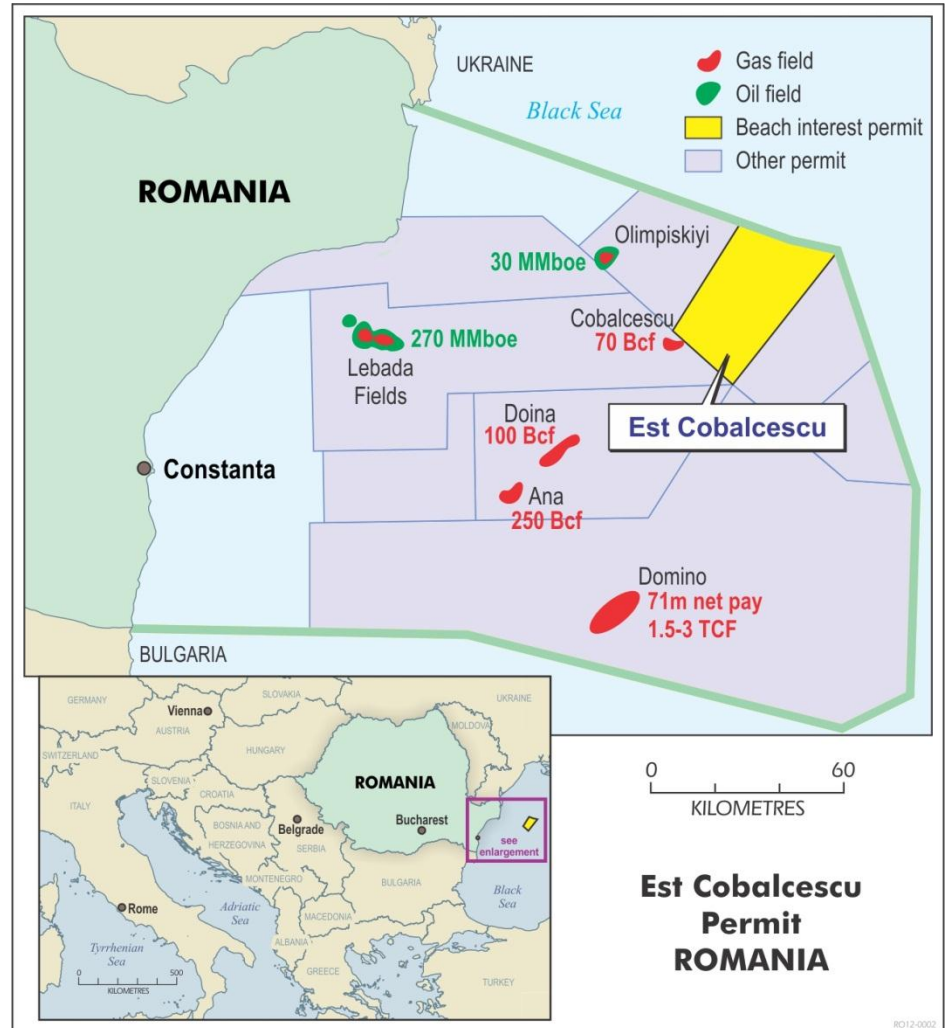 UKRAINE
Black Sea
Gas field
Oil field
Beach interest permit
Other permit
ROMANIA
Olimpiskiyi
30 MMboe
Cobalcescu
70 Bcf
270 MMboe
Lebada
Fields
Est Cobalcescu
Doina
100 Bcf
Constanta
Ana
250 Bcf
Domino
71m net pay
1.5-3 TCF
BULGARIA
GERMANY
SLOVAKIA
UKRAINE
Vienna
AUSTRIA
MOLDOVA
SWITZERLAND
HUNGARY
SLOVENIA
CROATIA
ROMANIA
ITALY
BOSNIA AND
HERZEGOVINA
Belgrade
SERBIA
Bucharest
see
enlargement
MONTENEGRO
BULGARIA
Black
Sea
Rome
Adriatic
Sea
MACEDONIA
ALBANIA
Tyrrhenian
Sea
GREECE
TURKEY
0 500
KILOMETRES
0 60
KILOMETRES
Est Cobalcescu
Permit
ROMANIA
RO12-0002